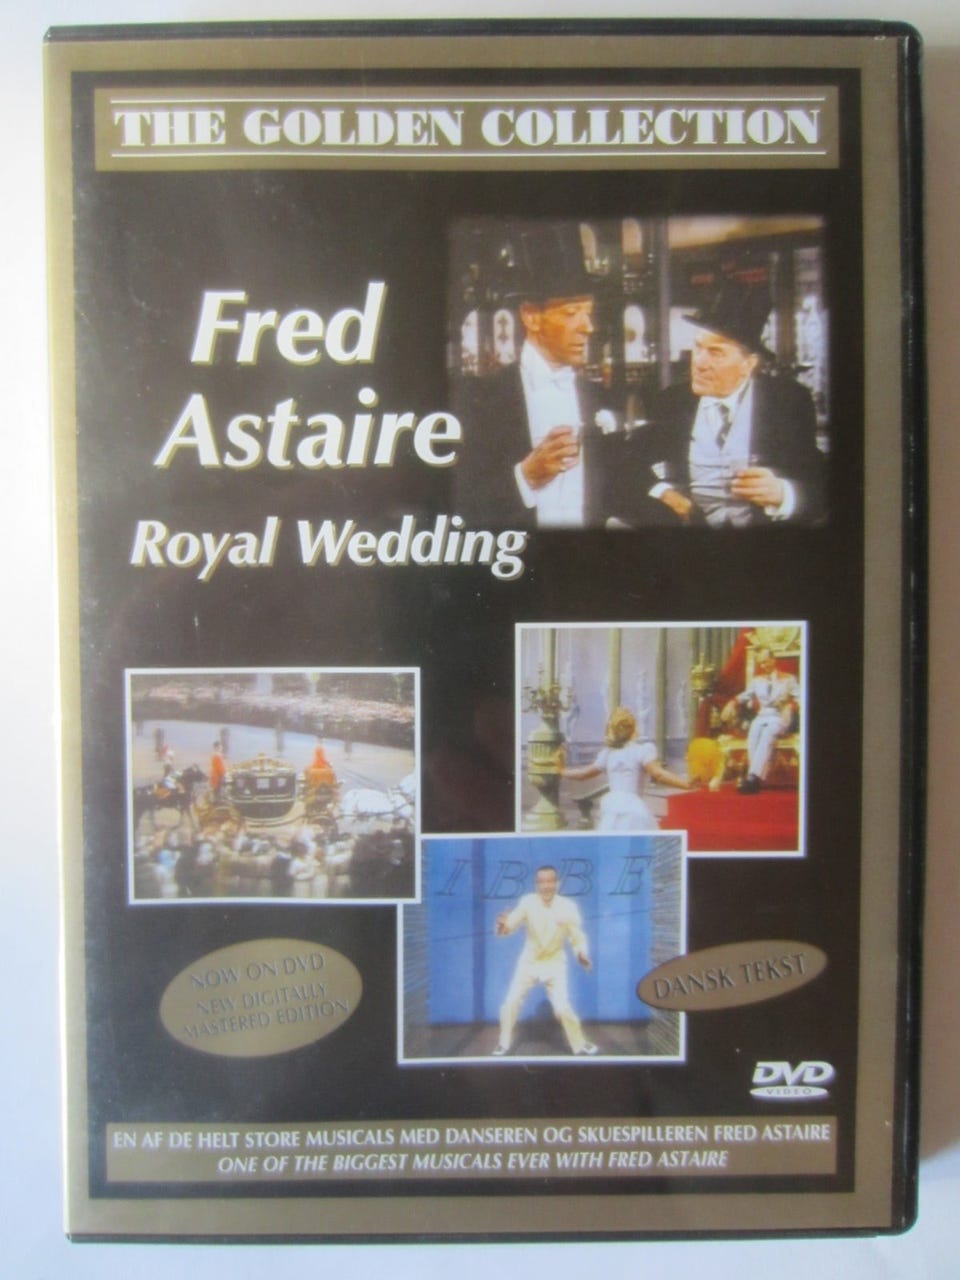 THE GOLDEN COLLECTION
Fred
Astaire
Royal Wedding
IBBE
NOW ON DVD
NEW DIGITALLY
MASTERED EDITION
DANSK TEKST
DVD
VIDEO
EN AF DE HELT STORE MUSICALS MED DANSEREN OG SKUESPILLEREN FRED ASTAIRE
ONE OF THE BIGGEST MUSICALS EVER WITH FRED ASTAIRE